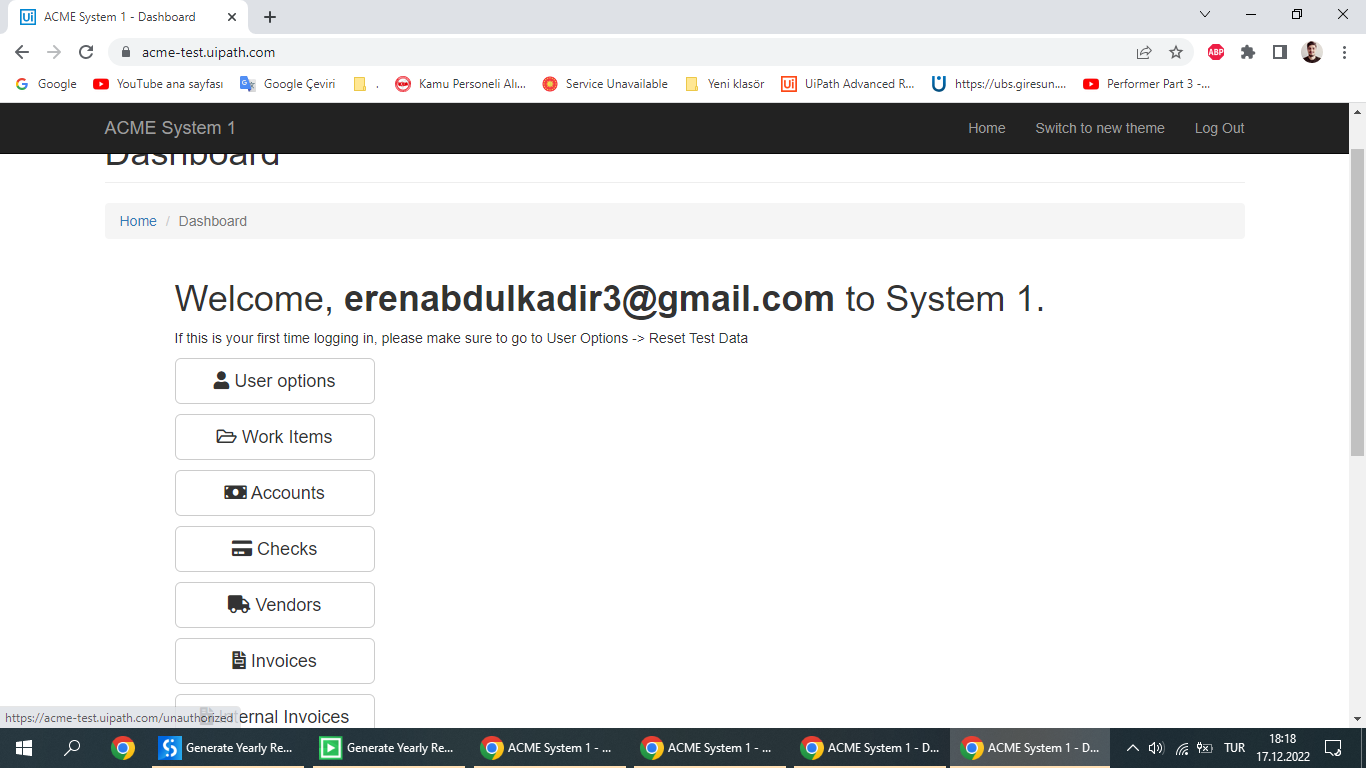 Ui ACME System 1 - Dashboard
acme-test.uipath.com
ABP
Google YouTube ana sayfası Google Çeviri . Kamu Personeli Alı... Service Unavailable Yeni klasör Ui UiPath Advanced R... https://ubs.giresun.... Performer Part 3 -...
ACME System 1 Home Switch to new theme Log Out
Dashboard
Home / Dashboard
Welcome, erenabdulkadir3@gmail.com to System 1.
If this is your first time logging in, please make sure to go to User Options -> Reset Test Data
User options
Work Items
Accounts
Checks
Vendors
Invoices
ernal Invoices
https://acme-test.uipath.com/unauthorized
Generate Yearly Re... Generate Yearly Re... ACME System 1 - ... ACME System 1 - ... ACME System 1 - D... ACME System 1 - D... TUR 18:18
17.12.2022